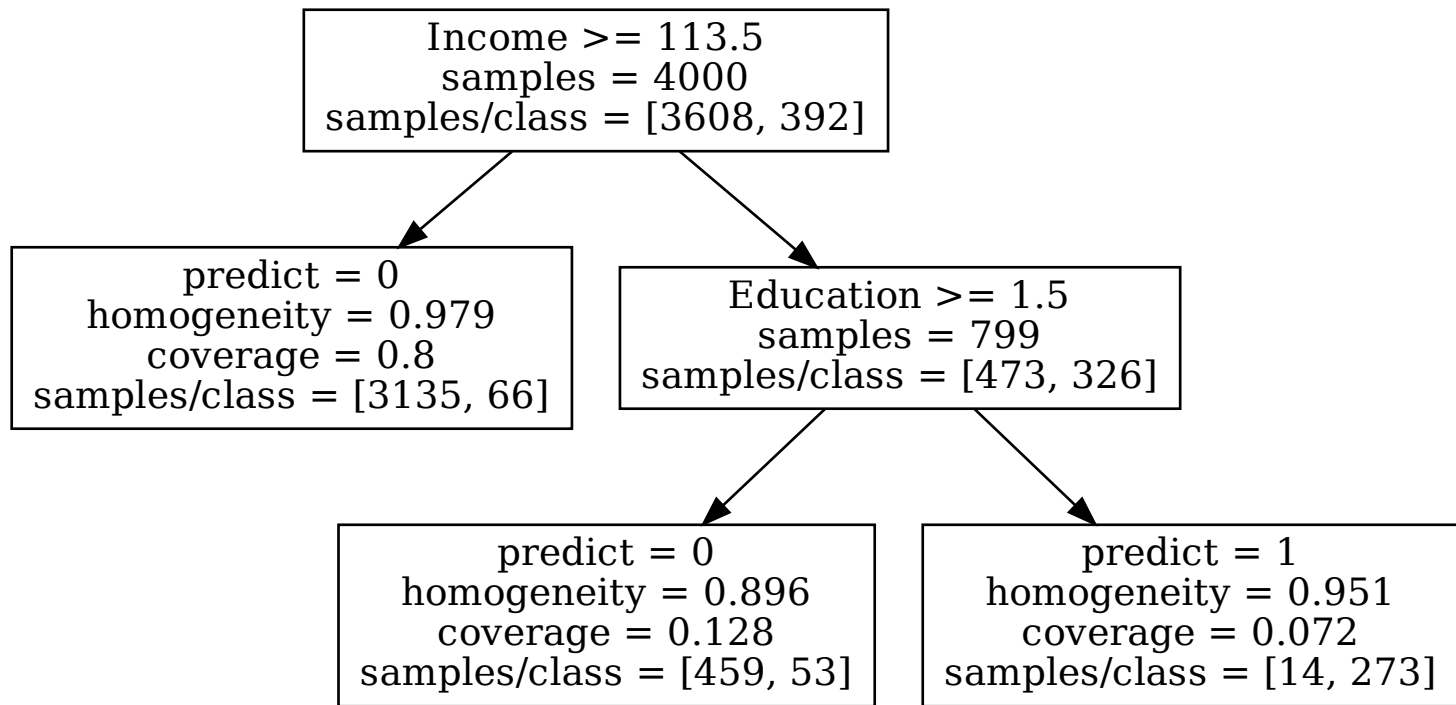 Income >= 113.5
samples = 4000
samples/class = [3608, 392]
predict = 0
homogeneity = 0.979
coverage = 0.8
samples/class = [3135, 66]
Education >= 1.5
samples = 799
samples/class = [473, 326]
predict = 0
homogeneity = 0.896
coverage = 0.128
samples/class = [459, 53]
predict = 1
homogeneity = 0.951
coverage = 0.072
samples/class = [14, 273]